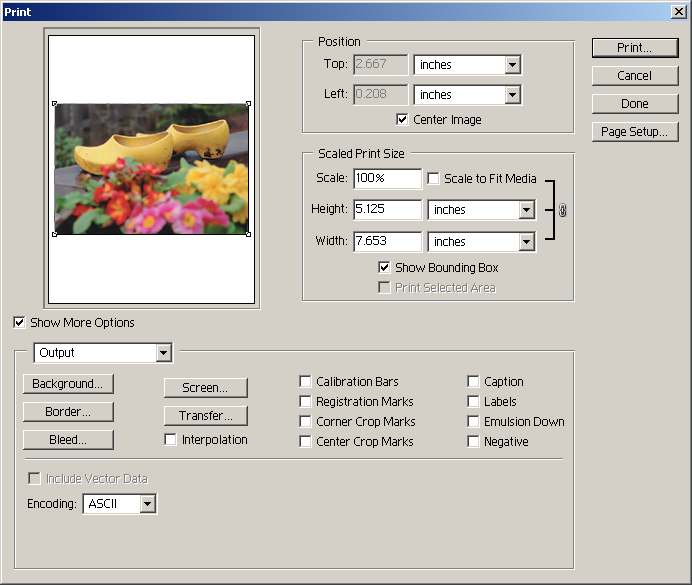 Print
Position
Top: 2.667 inches
Left: 0.208 inches
Center Image
Print...
Cancel
Done
Page Setup...
Scaled Print Size
Scale: 100% Scale to Fit Media
Height: 5.125 inches
Width: 7.653 inches
Show Bounding Box
Print Selected Area
Show More Options
Output
Background...
Border...
Bleed...
Screen...
Transfer...
Interpolation
Calibration Bars
Registration Marks
Corner Crop Marks
Center Crop Marks
Caption
Labels
Emulsion Down
Negative
Include Vector Data
Encoding: ASCII